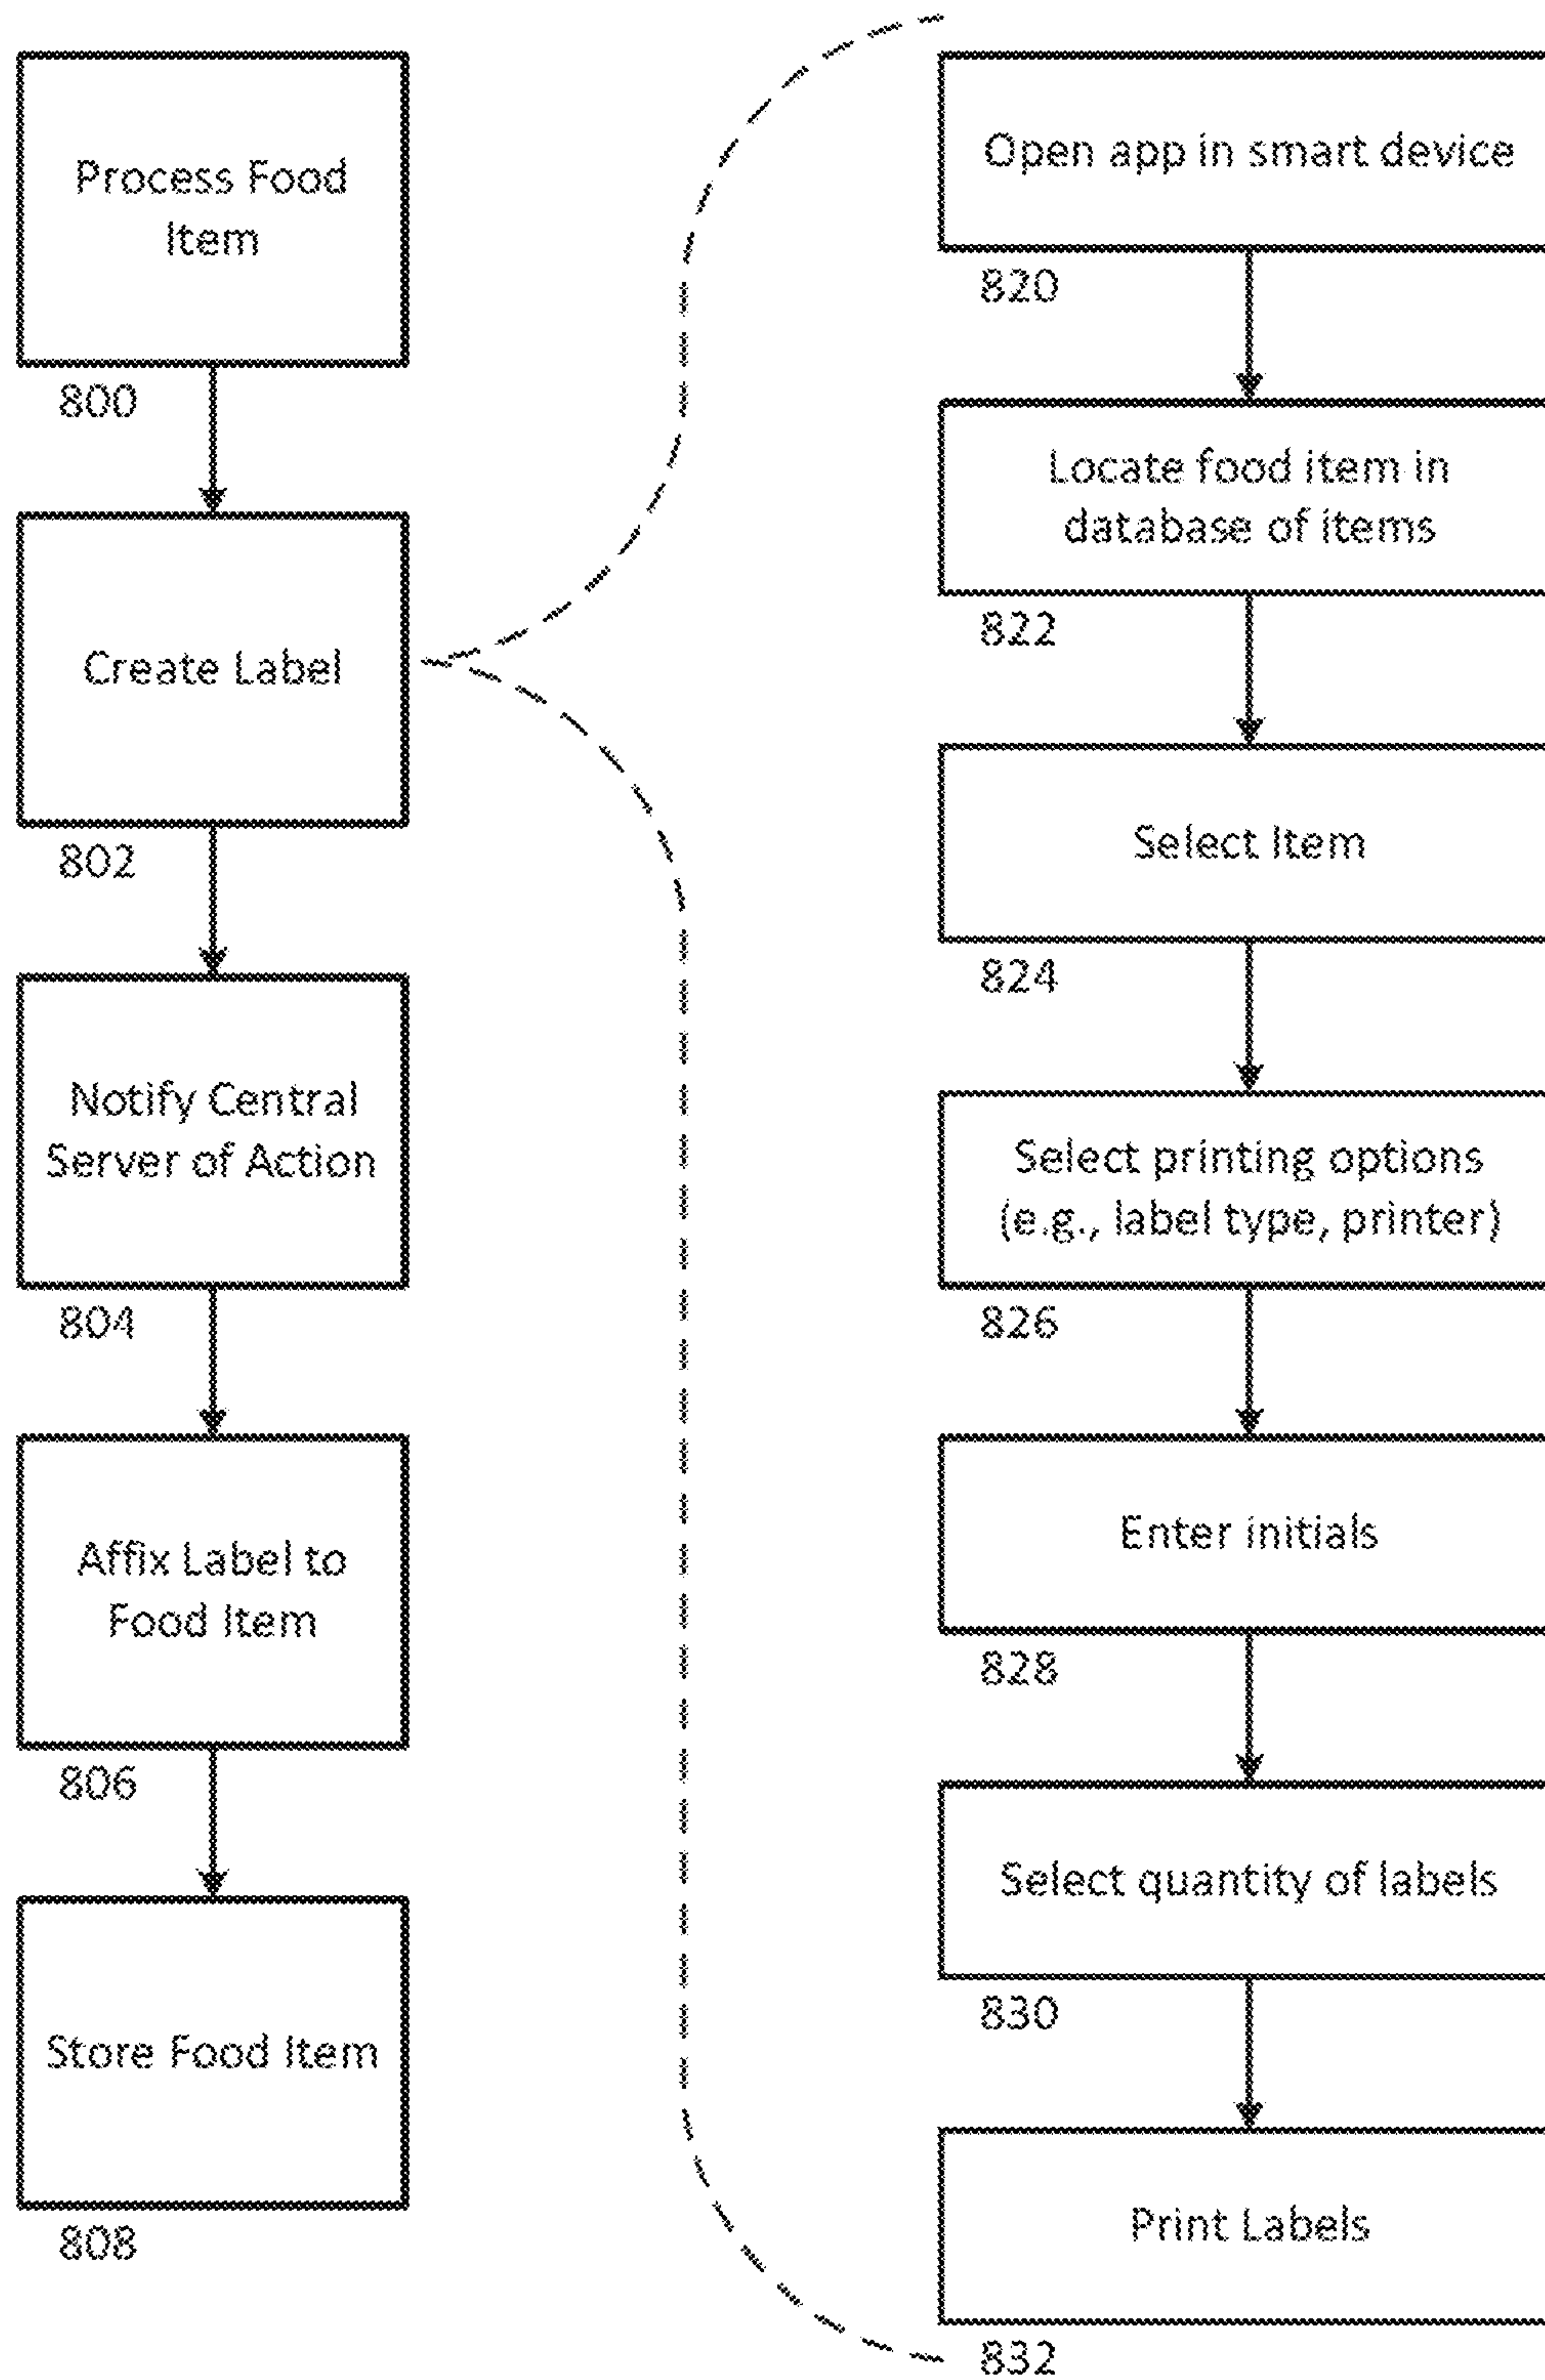 Process Food
Item
800
Create Label
802
Notify Central
Server of Action
804
Affix Label to
Food Item
806
Store Food Item
808
Open app in smart device
820
Locate food item in
database of items
822
Select Item
824
Select printing options
(e.g., label type, printer)
826
Enter initials
828
Select quantity of labels
830
Print Labels
832